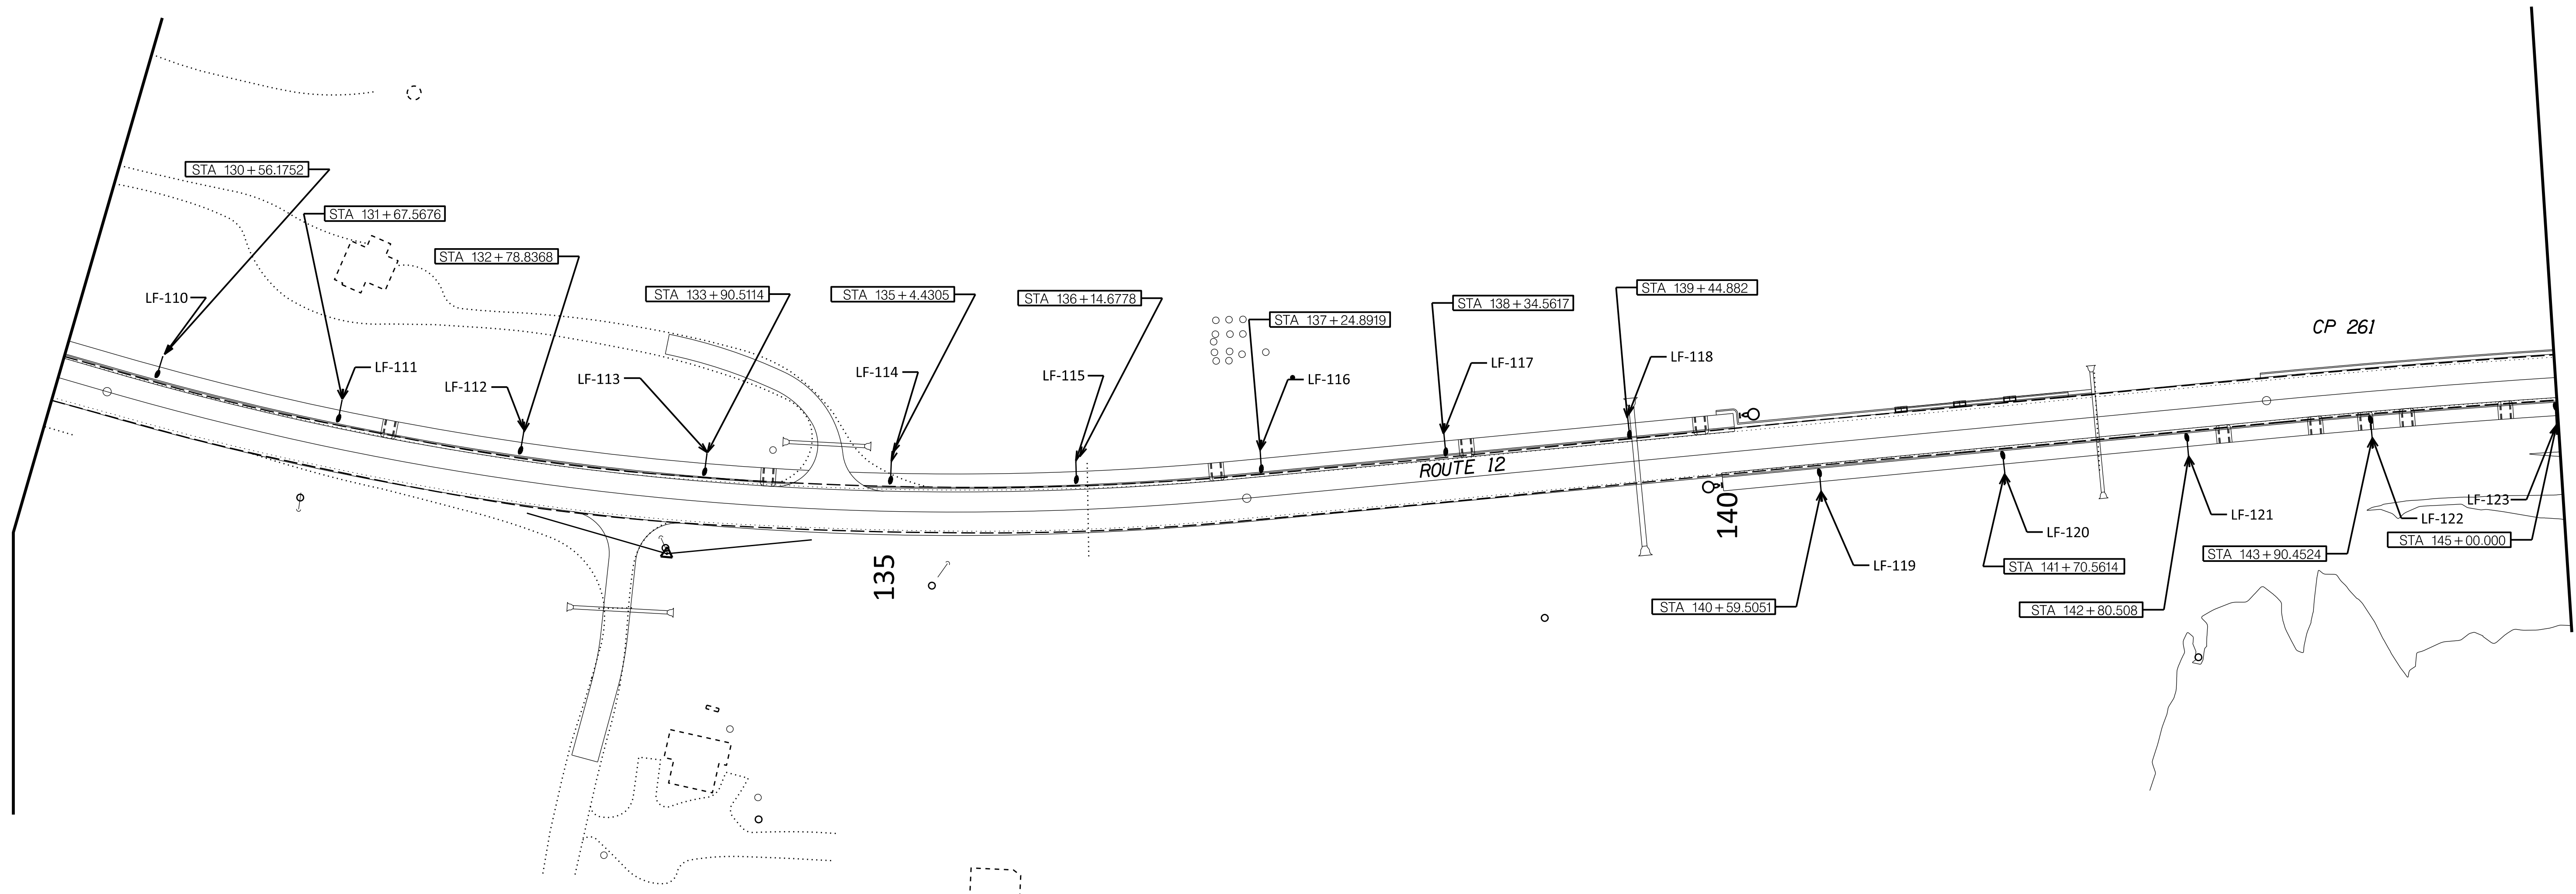 STA 130+56.1752
STA 131+67.5676
STA 132+78.8368
STA 133+90.5114
STA 135+4.4305
STA 136+14.6778
STA 137+24.8919
STA 138+34.5617
STA 139+44.882
CP 261
LF-110
LF-111
LF-112
LF-113
LF-114
LF-115
LF-116
LF-117
LF-118
ROUTE 12
135
140
LF-119
LF-120
LF-121
LF-122
LF-123
STA 140+59.5051
STA 141+70.5614
STA 142+80.508
STA 143+90.4524
STA 145+00.000